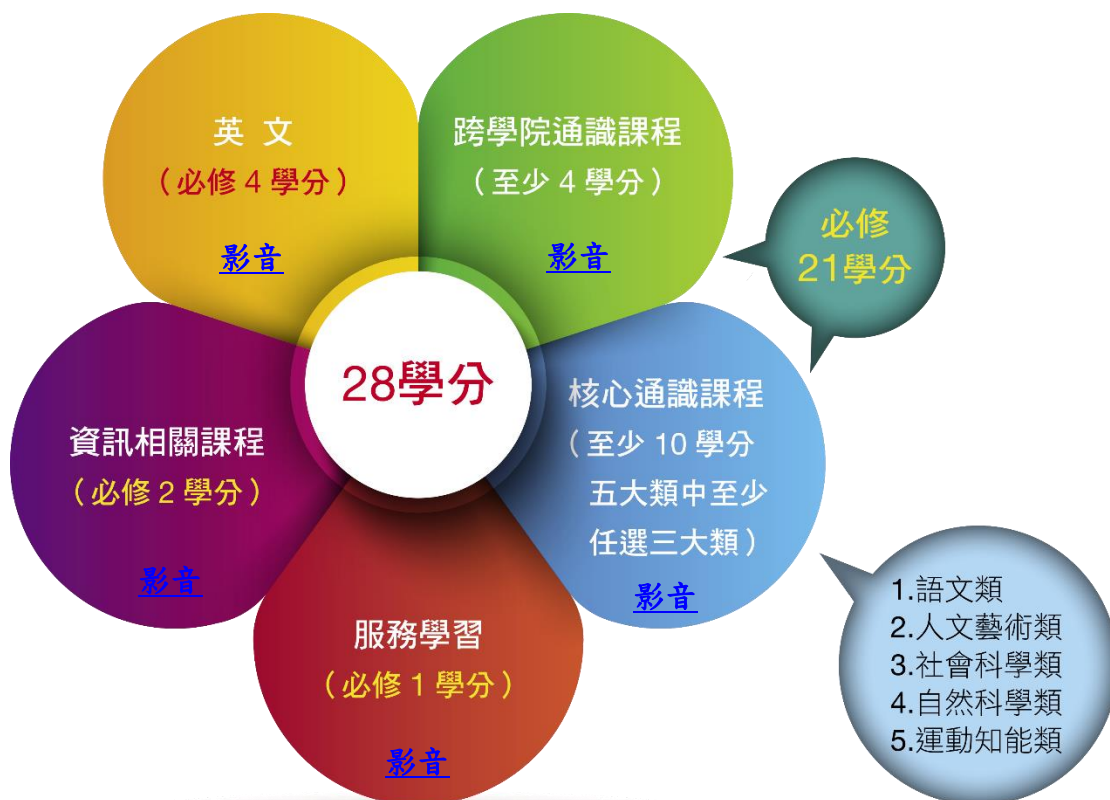 英 文
(必修 4 學分)
影音
跨學院通識課程
(至少 4 學分)
影音
必修
21學分
28學分
資訊相關課程
(必修 2 學分)
影音
核心通識課程
(至少 10 學分
五大類中至少
任選三大類)
影音
服務學習
(必修 1 學分)
影音
1.語文類
2.人文藝術類
3.社會科學類
4.自然科學類
5.運動知能類